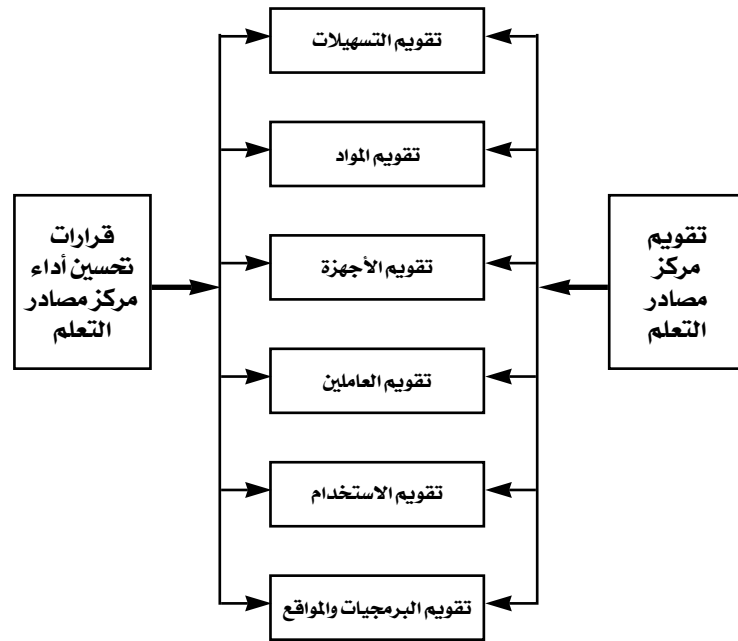 تقويم التسهيلات
تقويم المواد
تقويم
مركز
مصادر
التعلم
قرارات
تحسين أداء
مركز مصادر
التعلم
تقويم الأجهزة
تقويم العاملين
تقويم الاستخدام
تقويم البرمجيات والمواقع